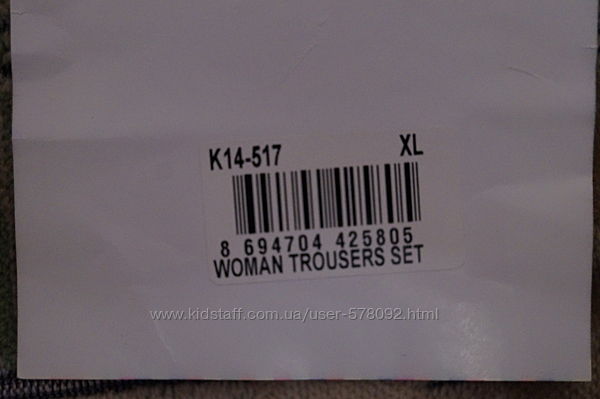 K14-517 XL
8 694704 425805
WOMAN TROUSERS SET
www.kidstaff.com.ua/user-578092.html